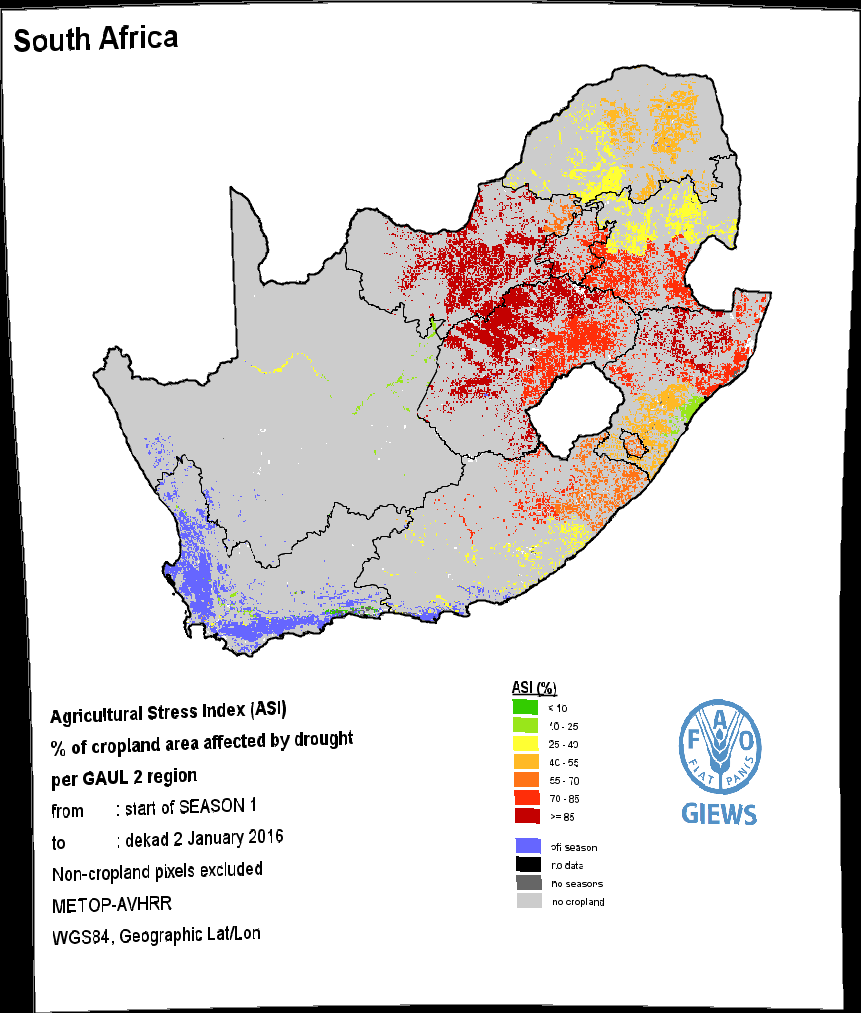 South Africa
Agricultural Stress Index (ASI)
% of cropland area affected by drought
per GAUL 2 region
from : start of SEASON 1
to : dekad 2 January 2016
Non-cropland pixels excluded
METOP-AVHRR
WGS84, Geographic Lat/Lon
ASI (%)
< 10
10 - 25
25 - 40
40 - 55
55 - 70
70 - 85
>= 85
off season
no data
no seasons
no cropland
F A O
FIAT PANIS
GIEWS